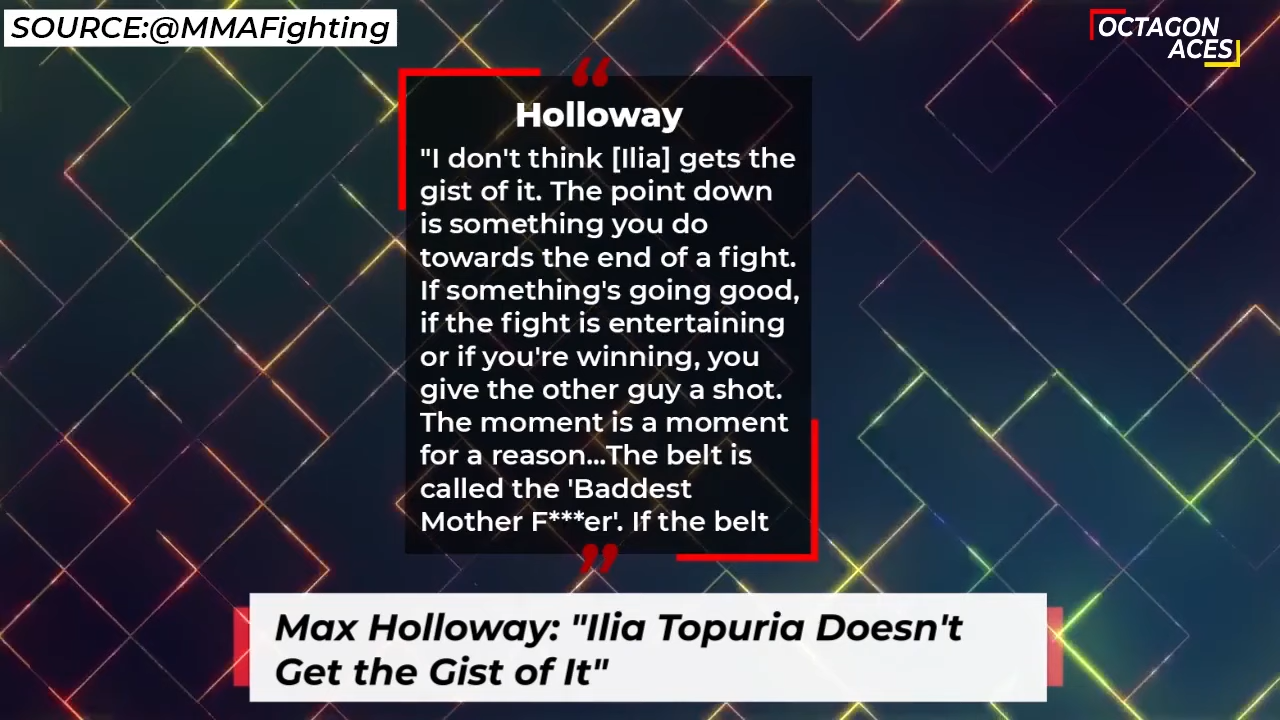 SOURCE:@MMAFighting
OCTAGON
ACES
“
Holloway
"I don't think [Ilia] gets the
gist of it. The point down
is something you do
towards the end of a fight.
If something's going good,
if the fight is entertaining
or if you're winning, you
give the other guy a shot.
The moment is a moment
for a reason...The belt is
called the 'Baddest
Mother F***er'. If the belt
”
Max Holloway: "Ilia Topuria Doesn't
Get the Gist of It"